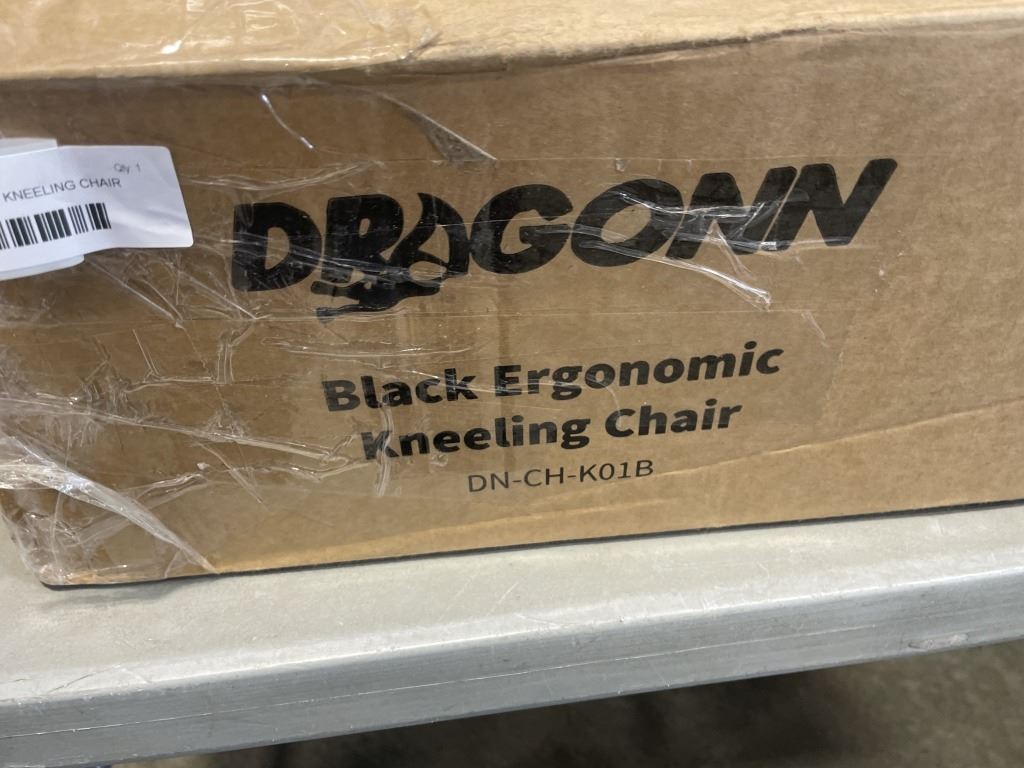 Qty. 1
KNEELING CHAIR
DRAGONN
Black Ergonomic
Kneeling Chair
DN-CH-K01B